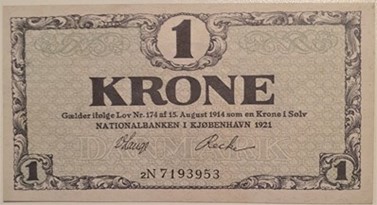 1
KRONE
Gælder ifølge Lov Nr. 174 af 15. August 1914 som en Krone i Sølv
NATIONALBANKEN I KJØBENHAVN 1921
DANMARK
1 2N 7193953 1